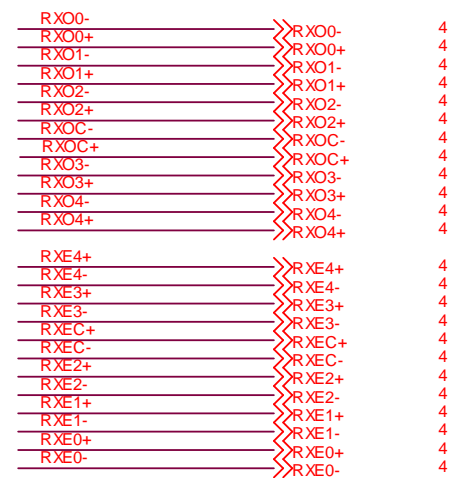 RXO0- RXO0- 4
RXO0+ RXO0+ 4
RXO1- RXO1- 4
RXO1+ RXO1+ 4
RXO2- RXO2- 4
RXO2+ RXO2+ 4
RXOC- RXOC- 4
RXOC+ RXOC+ 4
RXO3- RXO3- 4
RXO3+ RXO3+ 4
RXO4- RXO4- 4
RXO4+ RXO4+ 4
RXE4+ RXE4+ 4
RXE4- RXE4- 4
RXE3+ RXE3+ 4
RXE3- RXE3- 4
RXEC+ RXEC+ 4
RXEC- RXEC- 4
RXE2+ RXE2+ 4
RXE2- RXE2- 4
RXE1+ RXE1+ 4
RXE1- RXE1- 4
RXE0+ RXE0+ 4
RXE0- RXE0- 4